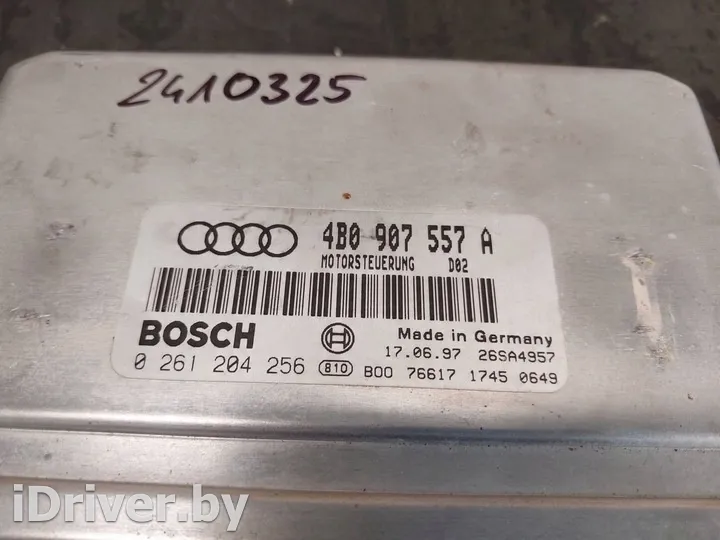 2410325
4B0 907 557 A
MOTORSTEUERUNG D02
BOSCH
Made in Germany
17.06.97 26SA4957
0 261 204 256 810 B00 76617 1745 0649
iDriver.by